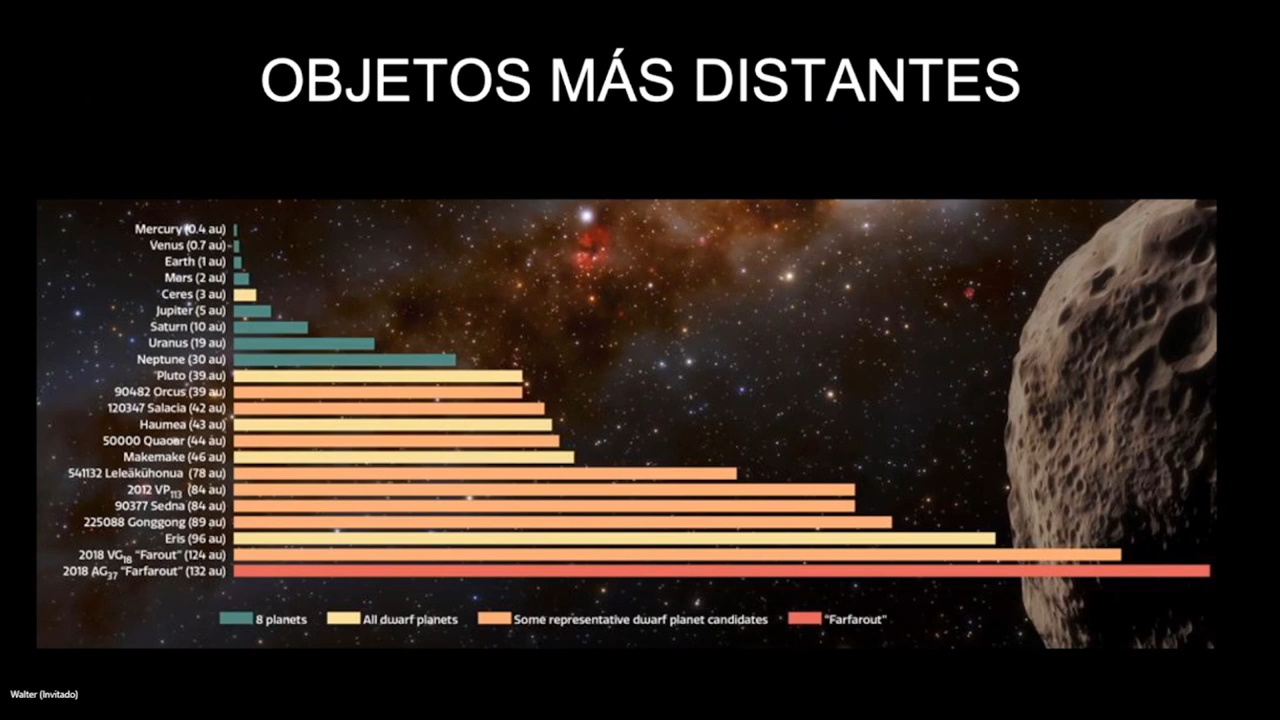 OBJETOS MÁS DISTANTES
Mercury (0.4 au)
Venus (0.7 au)
Earth (1 au)
Mars (2 au)
Ceres (3 au)
Jupiter (5 au)
Saturn (10 au)
Uranus (19 au)
Neptune (30 au)
Pluto (39 au)
90482 Orcus (39 au)
120347 Salacia (42 au)
Haumea (43 au)
50000 Quaoar (44 au)
Makemake (46 au)
541132 Leleākūhonua (78 au)
2012 VP113 (84 au)
90377 Sedna (84 au)
225088 Gonggong (89 au)
Eris (96 au)
2018 VG18 "Farout" (124 au)
2018 AG37 "Farfarout" (132 au)
8 planets All dwarf planets Some representative dwarf planet candidates "Farfarout"
Walter (Invitado)